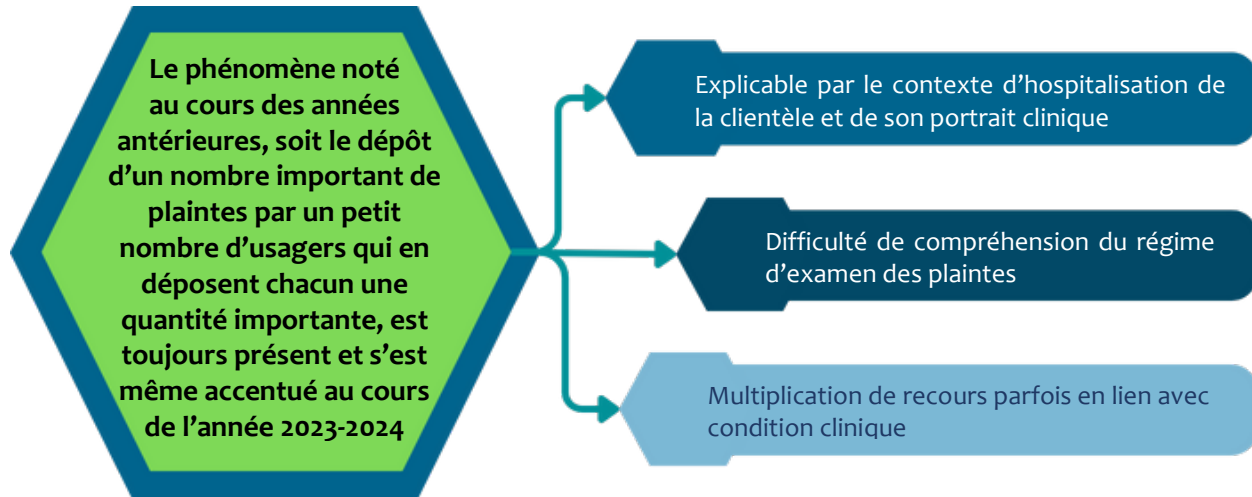 Le phénomène noté
au cours des années
antérieures, soit le dépôt
d’un nombre important de
plaintes par un petit
nombre d’usagers qui en
déposent chacun une
quantité importante, est
toujours présent et s’est
même accentué au cours
de l’année 2023-2024
Explicable par le contexte d’hospitalisation de
la clientèle et de son portrait clinique
Difficulté de compréhension du régime
d’examen des plaintes
Multiplication de recours parfois en lien avec
condition clinique